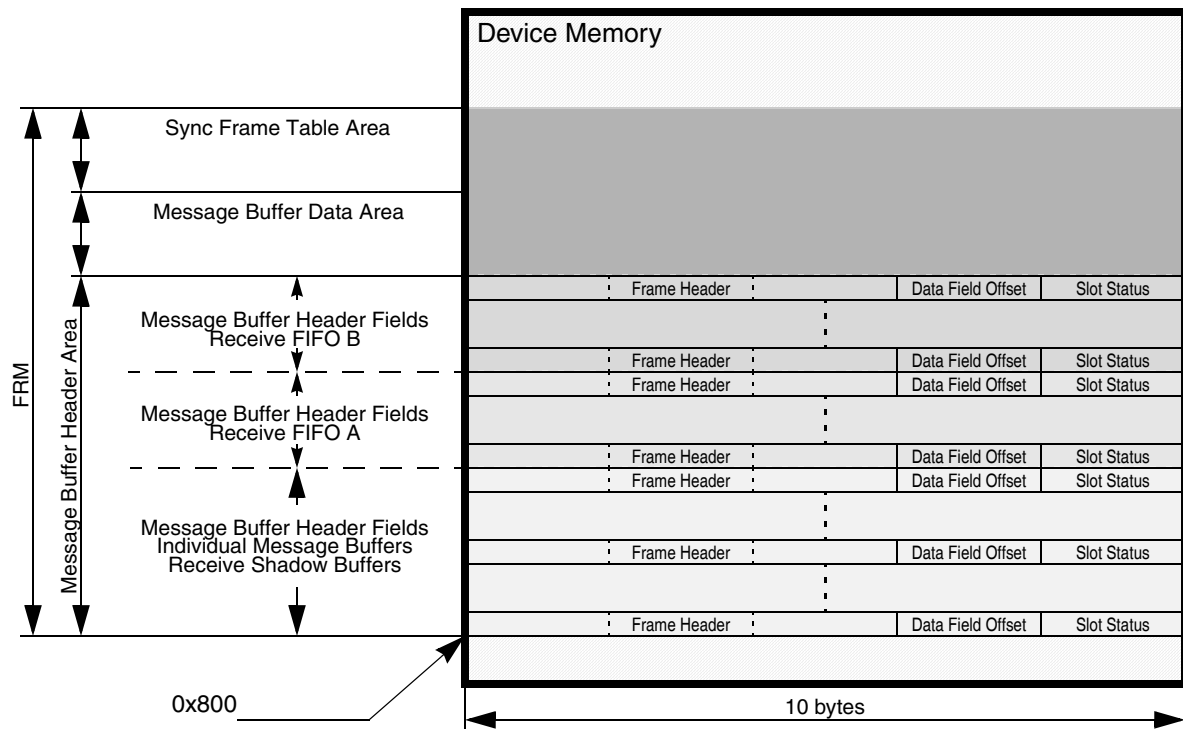 Device Memory
Sync Frame Table Area
Message Buffer Data Area
FRM
Message Buffer Header Area
Message Buffer Header Fields
Receive FIFO B
Message Buffer Header Fields
Receive FIFO A
Message Buffer Header Fields
Individual Message Buffers
Receive Shadow Buffers
Frame Header Data Field Offset Slot Status
Frame Header Data Field Offset Slot Status
Frame Header Data Field Offset Slot Status
Frame Header Data Field Offset Slot Status
Frame Header Data Field Offset Slot Status
Frame Header Data Field Offset Slot Status
Frame Header Data Field Offset Slot Status
0x800
10 bytes